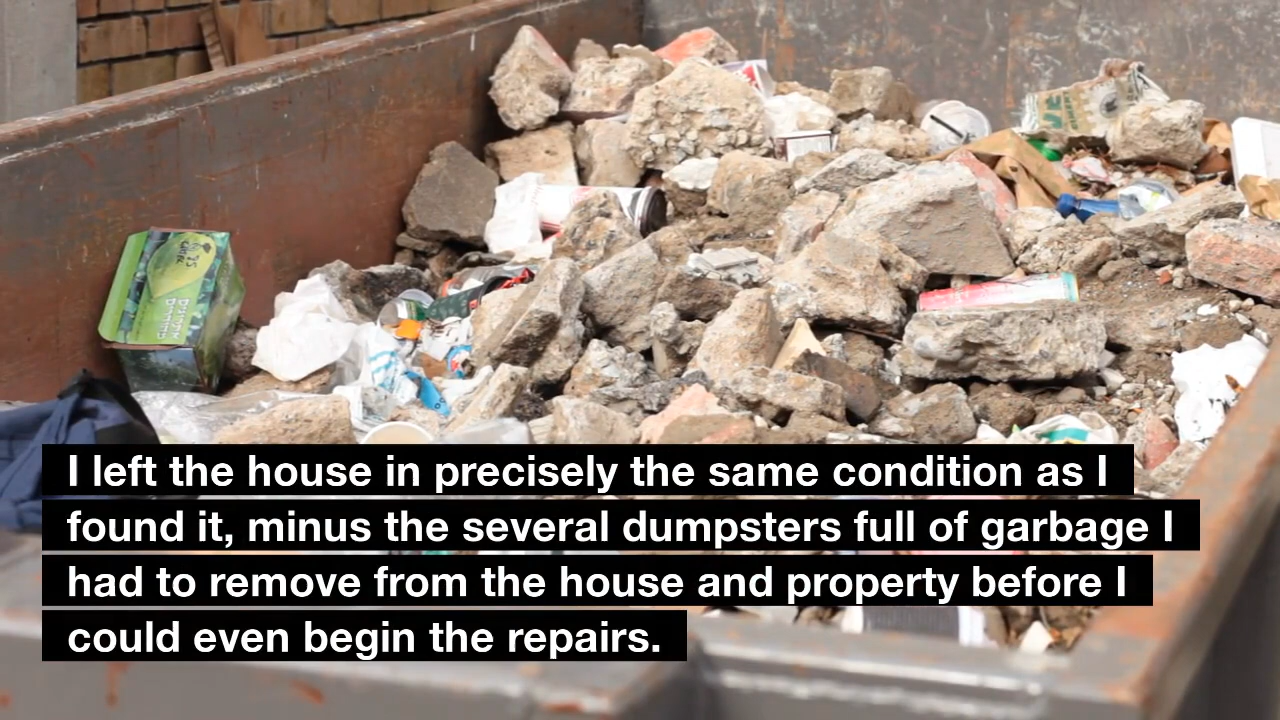 I left the house in precisely the same condition as I
found it, minus the several dumpsters full of garbage I
had to remove from the house and property before I
could even begin the repairs.